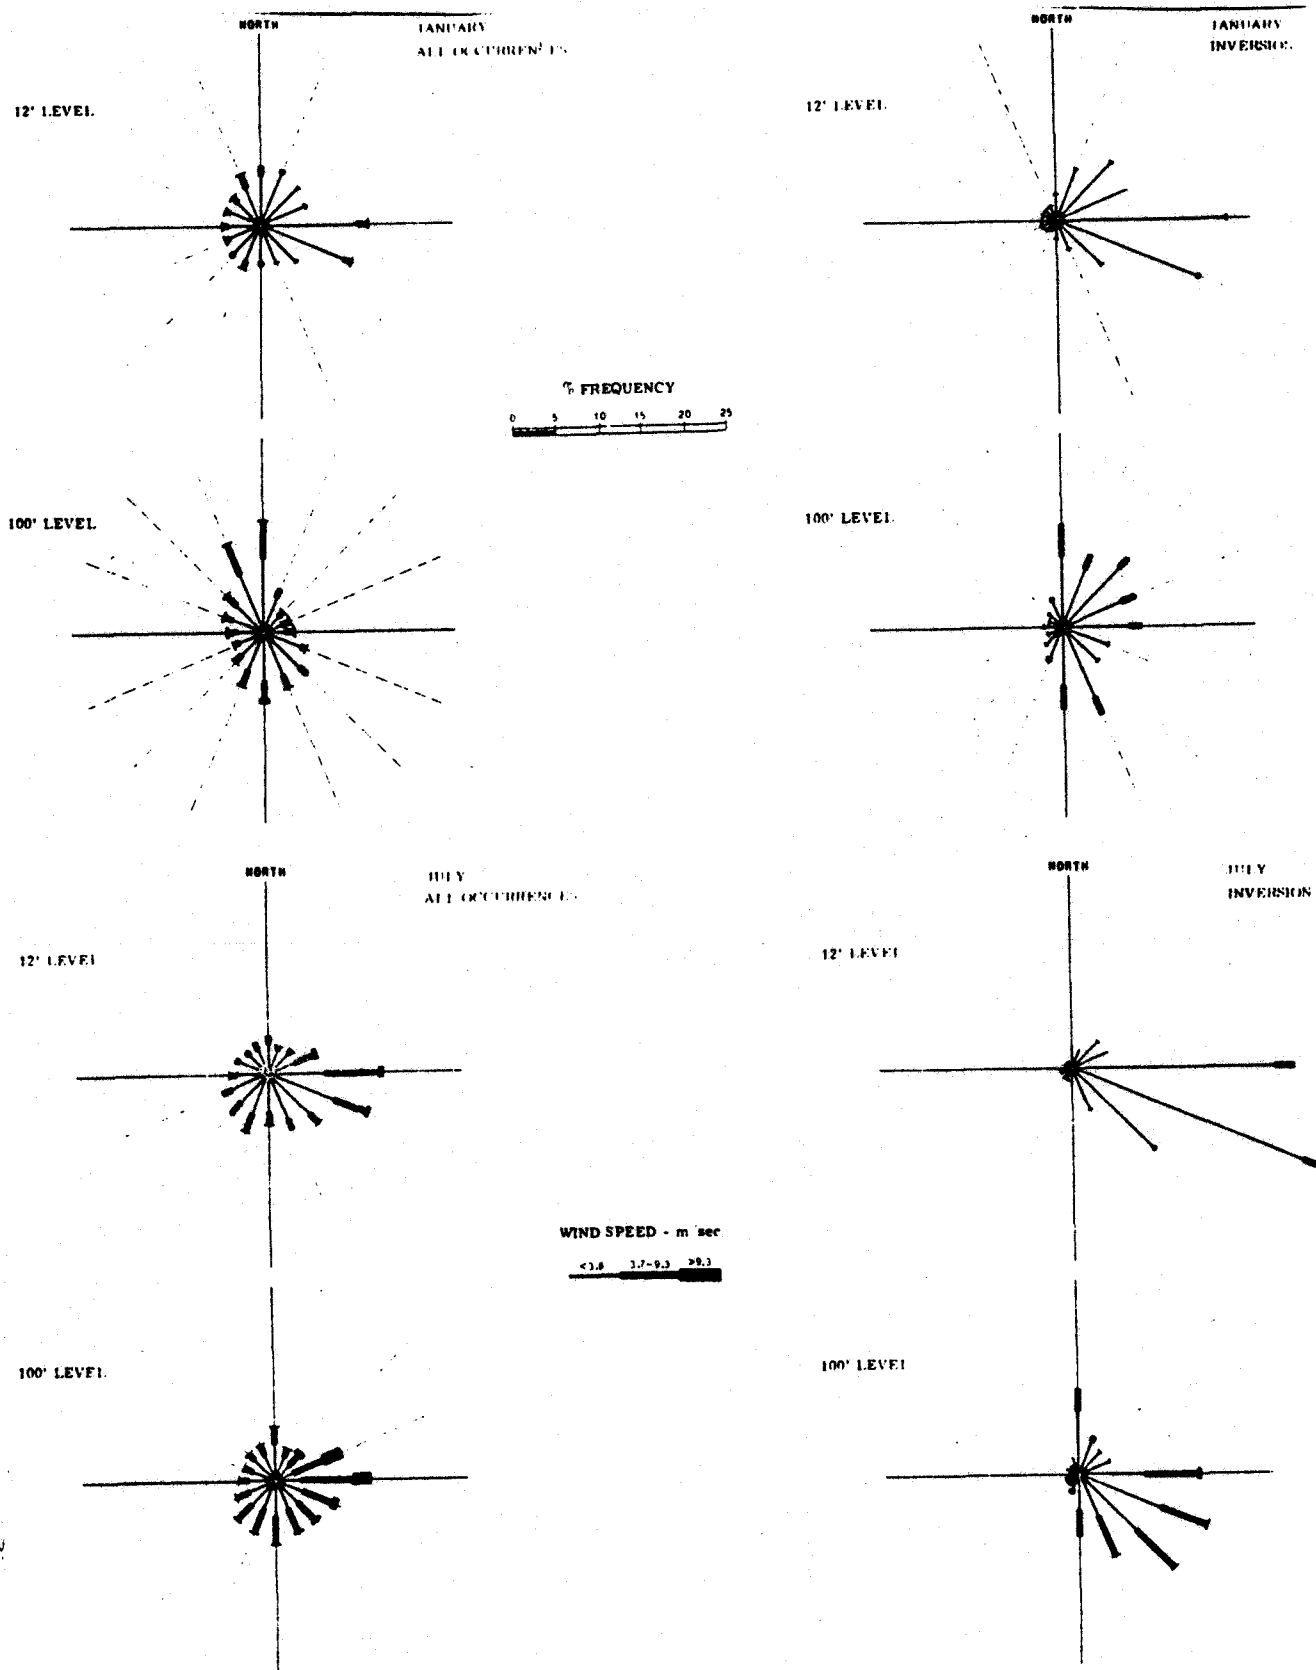 NORTH
JANUARY
ALL OCCURRENCES
12' LEVEL
NORTH
JANUARY
INVERSION
12' LEVEL
% FREQUENCY
0 5 10 15 20 25
100' LEVEL
100' LEVEL
NORTH
JULY
ALL OCCURRENCES
12' LEVEL
NORTH
JULY
INVERSION
12' LEVEL
WIND SPEED - m/sec
3.7-9.3 >9.3
100' LEVEL
100' LEVEL